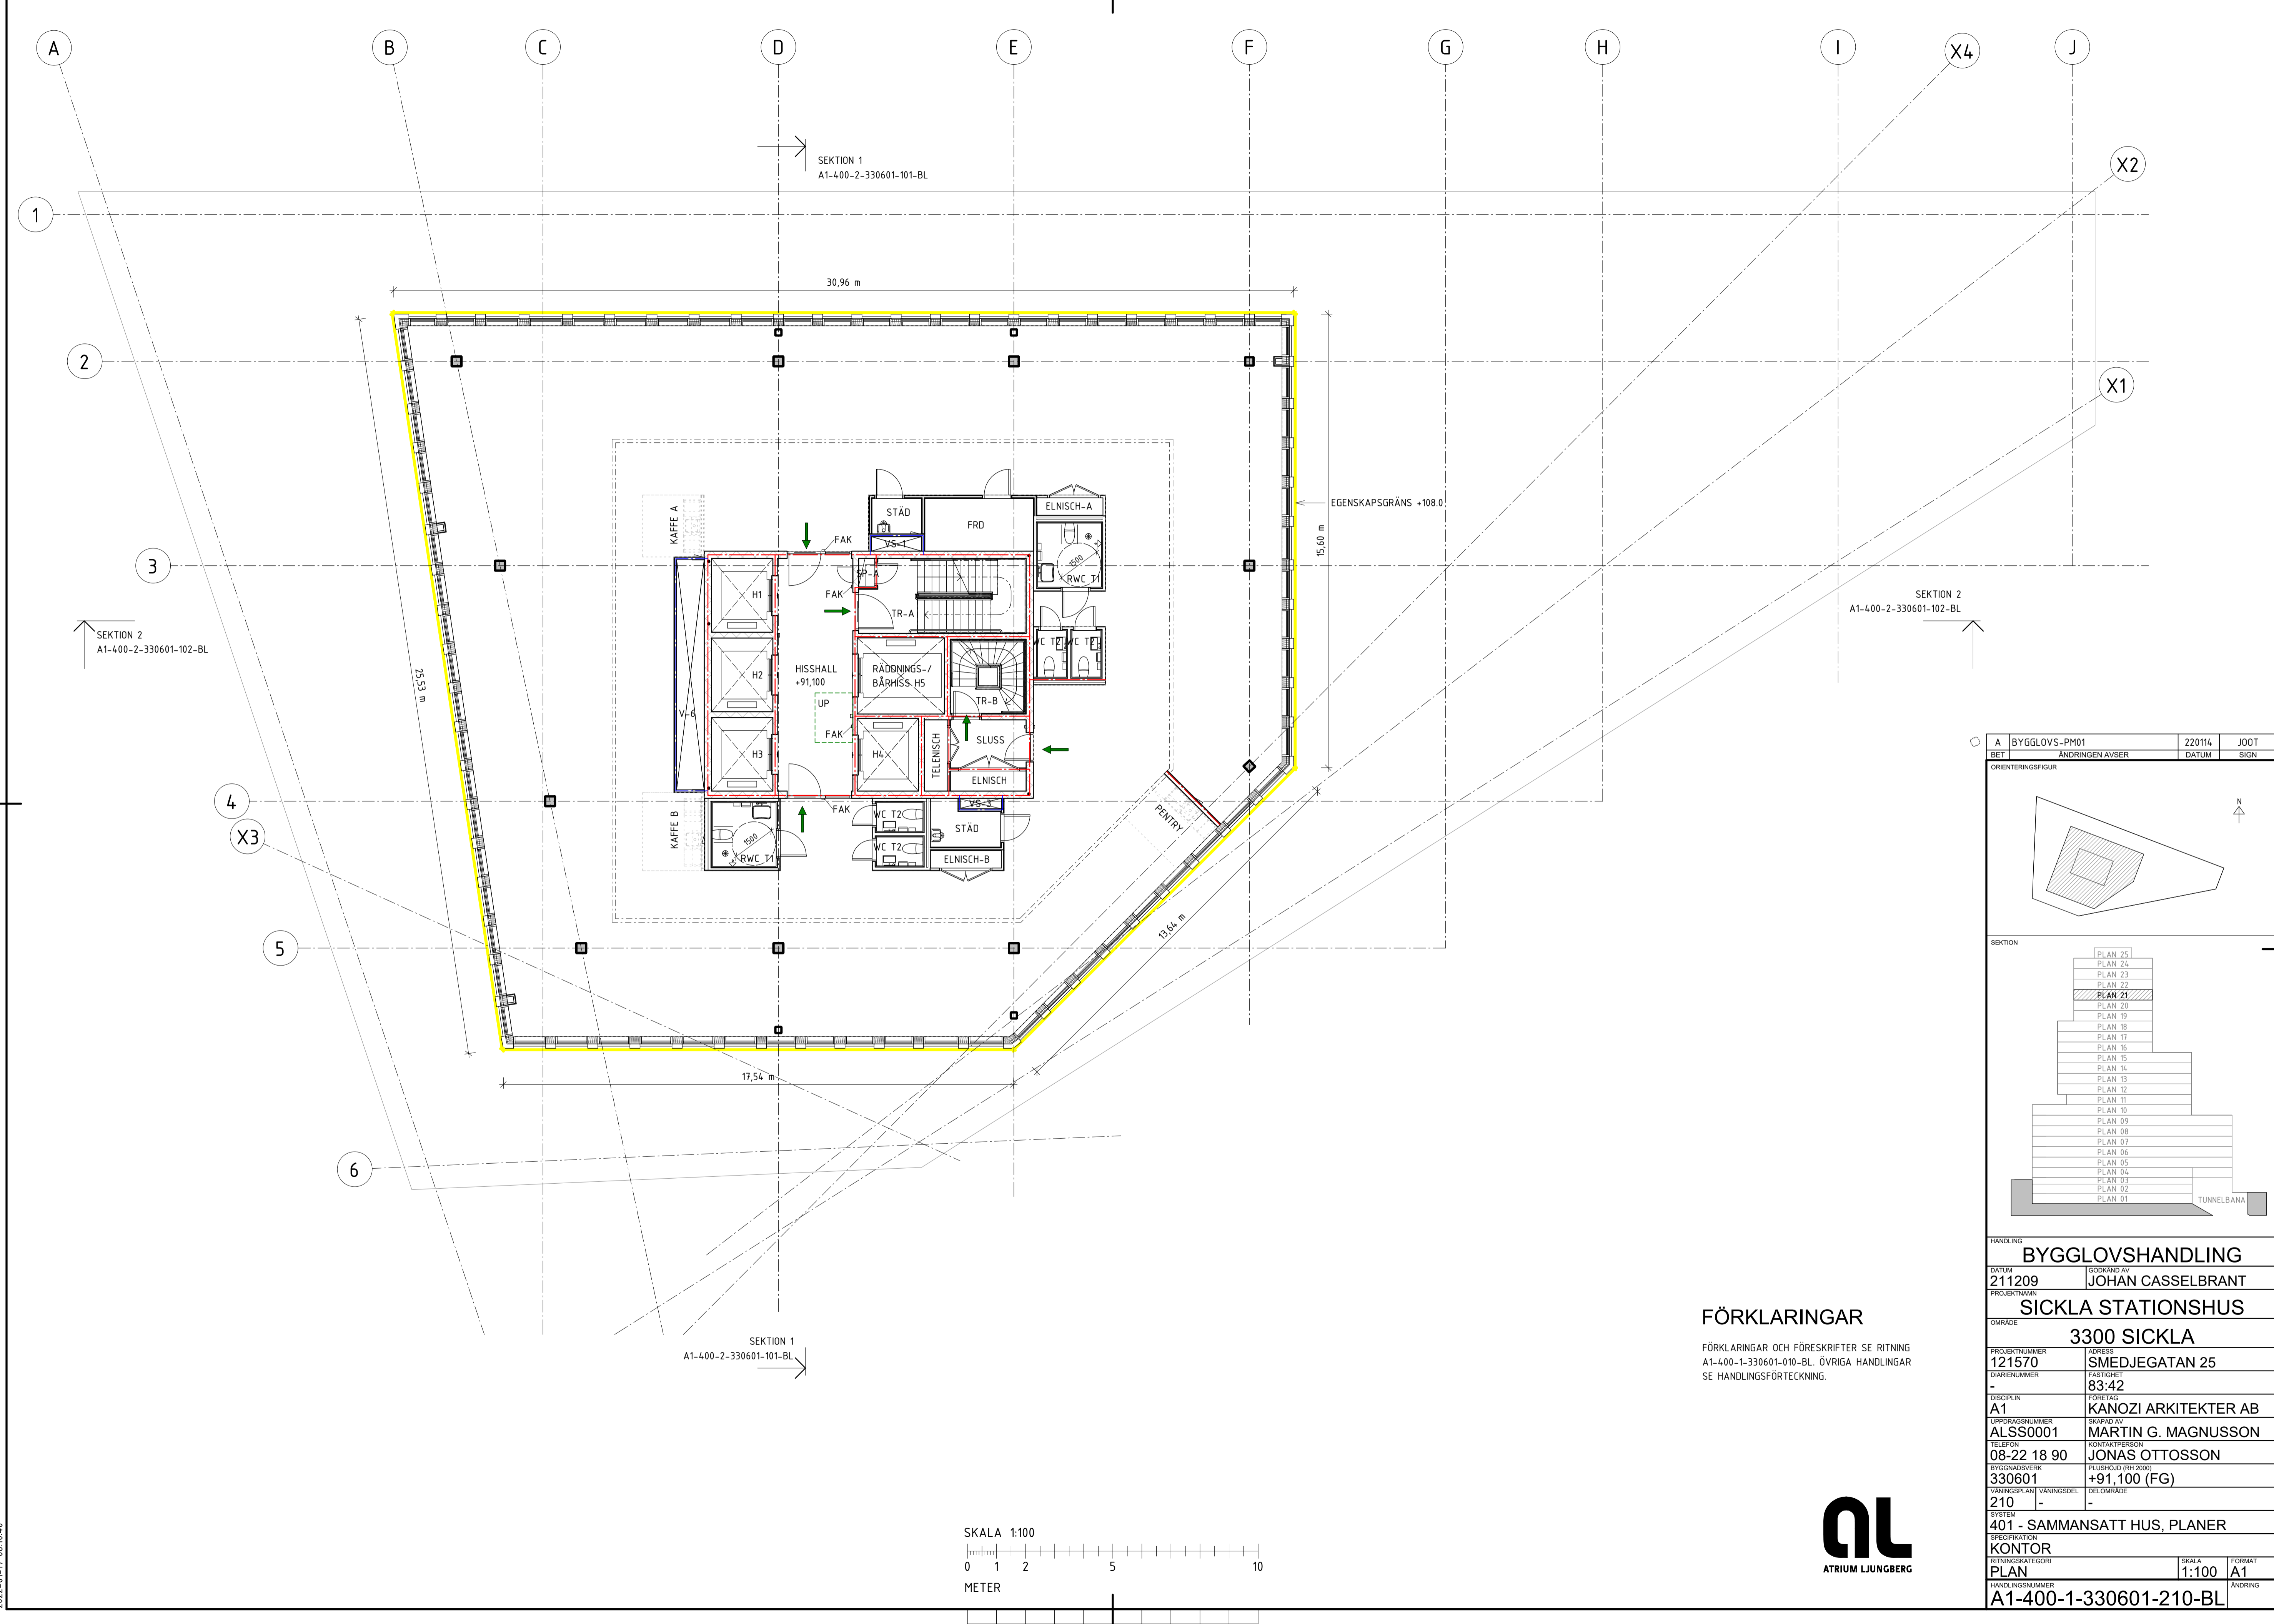 A
B
C
D
E
F
G
H
I
X4
J
X2
X1
1
2
3
4
X3
5
6
SEKTION 1
A1-400-2-330601-101-BL
30,96 m
EGENSKAPSGRÄNS +108.0
15,60 m
25,53 m
13,64 m
17,54 m
SEKTION 2
A1-400-2-330601-102-BL
SEKTION 2
A1-400-2-330601-102-BL
KAFFE A
STÄD
FRD
ELNISCH-A
FAK
VS-1
1500
RWC T1
SP-A
H1
FAK
TR-A
WC T2
WC T2
HISSHALL
+91,100
RÄDDNINGS-/
BÅRHISS H5
H2
UP
TR-B
V-6
FAK
SLUSS
H3
H4
TELENISCH
ELNISCH
FAK
VS-3
PENTRY
KAFFE B
WC T2
STÄD
1500
RWC T1
WC T2
ELNISCH-B
SEKTION 1
A1-400-2-330601-101-BL
SKALA 1:100
0 1 2 5 10
METER
FÖRKLARINGAR
FÖRKLARINGAR OCH FÖRESKRIFTER SE RITNING
A1-400-1-330601-010-BL. ÖVRIGA HANDLINGAR
SE HANDLINGSFÖRTECKNING.
ATRIUM LJUNGBERG
A BYGGLOVS-PM01 220114 JOOT
BET ÄNDRINGEN AVSER DATUM SIGN
ORIENTERINGSFIGUR
N
SEKTION
PLAN 25
PLAN 24
PLAN 23
PLAN 22
PLAN 21
PLAN 20
PLAN 19
PLAN 18
PLAN 17
PLAN 16
PLAN 15
PLAN 14
PLAN 13
PLAN 12
PLAN 11
PLAN 10
PLAN 09
PLAN 08
PLAN 07
PLAN 06
PLAN 05
PLAN 04
PLAN 03
PLAN 02
PLAN 01
TUNNELBANA
HANDLING
BYGGLOVSHANDLING
DATUM GODKÄND AV
211209 JOHAN CASSELBRANT
PROJEKTNAMN
SICKLA STATIONSHUS
OMRÅDE
3300 SICKLA
PROJEKTNUMMER ADRESS
121570 SMEDJEGATAN 25
DIARIENUMMER FASTIGHET
- 83:42
DISCIPLIN FÖRETAG
A1 KANOZI ARKITEKTER AB
UPPDRAGSNUMMER SKAPAD AV
ALSS0001 MARTIN G. MAGNUSSON
TELEFON KONTAKTPERSON
08-22 18 90 JONAS OTTOSSON
BYGGNADSVERK PLUSHÖJD (RH 2000)
330601 +91,100 (FG)
VÅNINGSPLAN VÅNINGSDEL DELOMRÅDE
210 - -
SYSTEM
401 - SAMMANSATT HUS, PLANER
SPECIFIKATION
KONTOR
RITNINGSKATEGORI SKALA FORMAT
PLAN 1:100 A1
HANDLINGSNUMMER ÄNDRING
A1-400-1-330601-210-BL